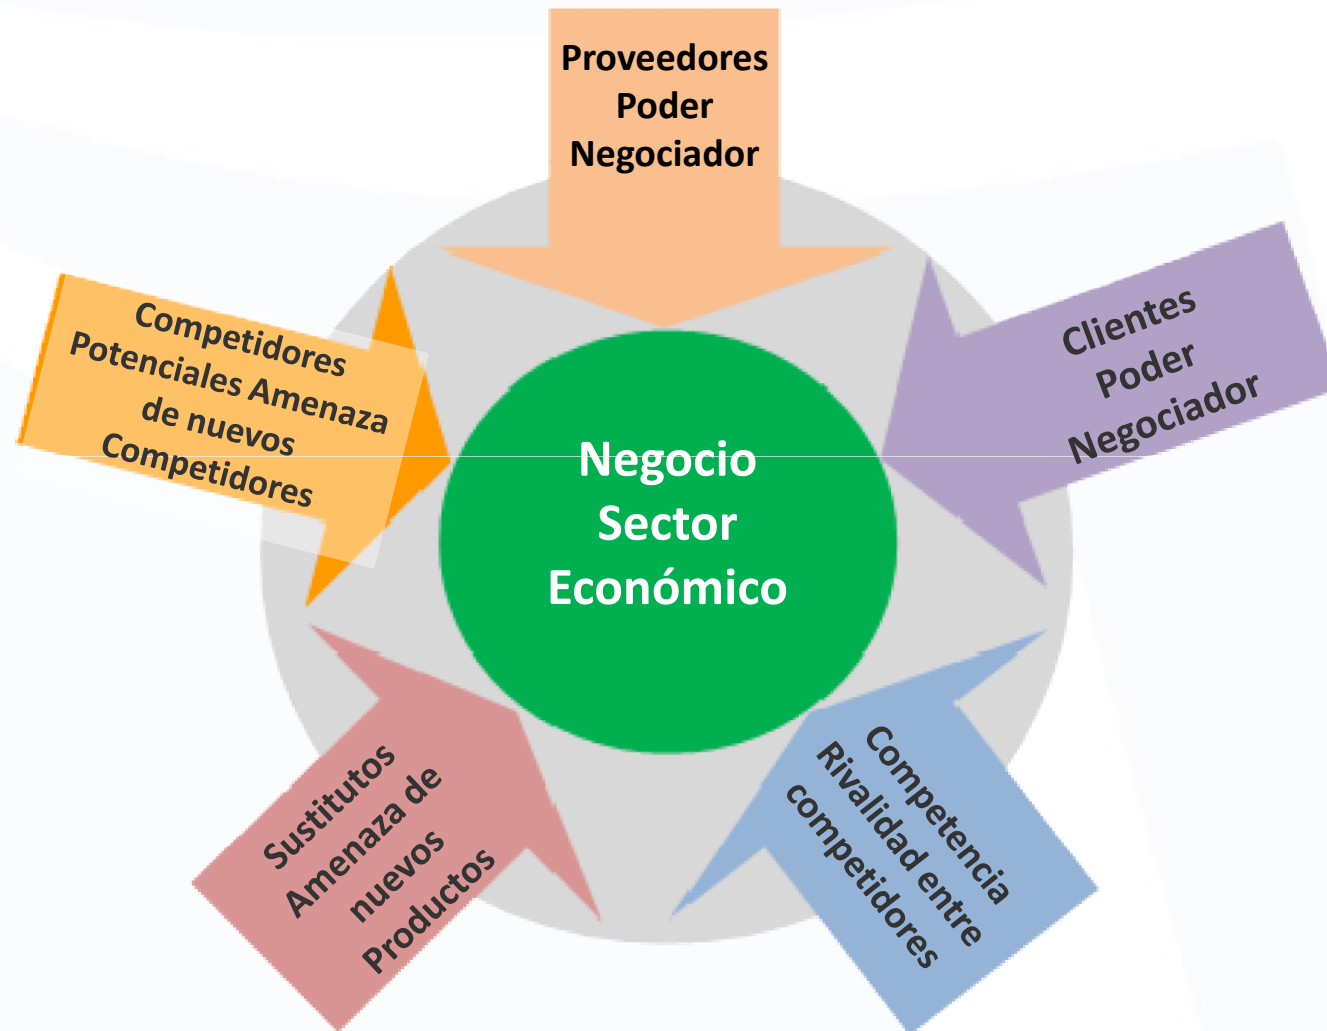 Proveedores
Poder
Negociador
Competidores
Potenciales Amenaza
de nuevos
Competidores
Clientes
Poder
Negociador
Negocio
Sector
Económico
Sustitutos
Amenaza de
nuevos
Productos
Competencia
Rivalidad entre
competidores